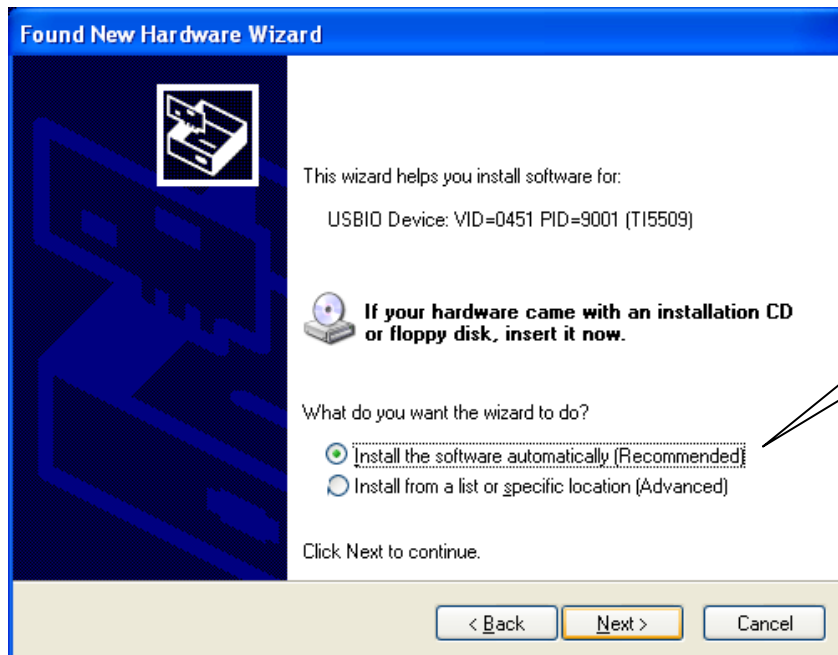 Found New Hardware Wizard
This wizard helps you install software for:
USBIO Device: VID=0451 PID=9001 (TI5509)
If your hardware came with an installation CD
or floppy disk, insert it now.
What do you want the wizard to do?
Install the software automatically (Recommended)
Install from a list or specific location (Advanced)
Click Next to continue.
< Back
Next >
Cancel